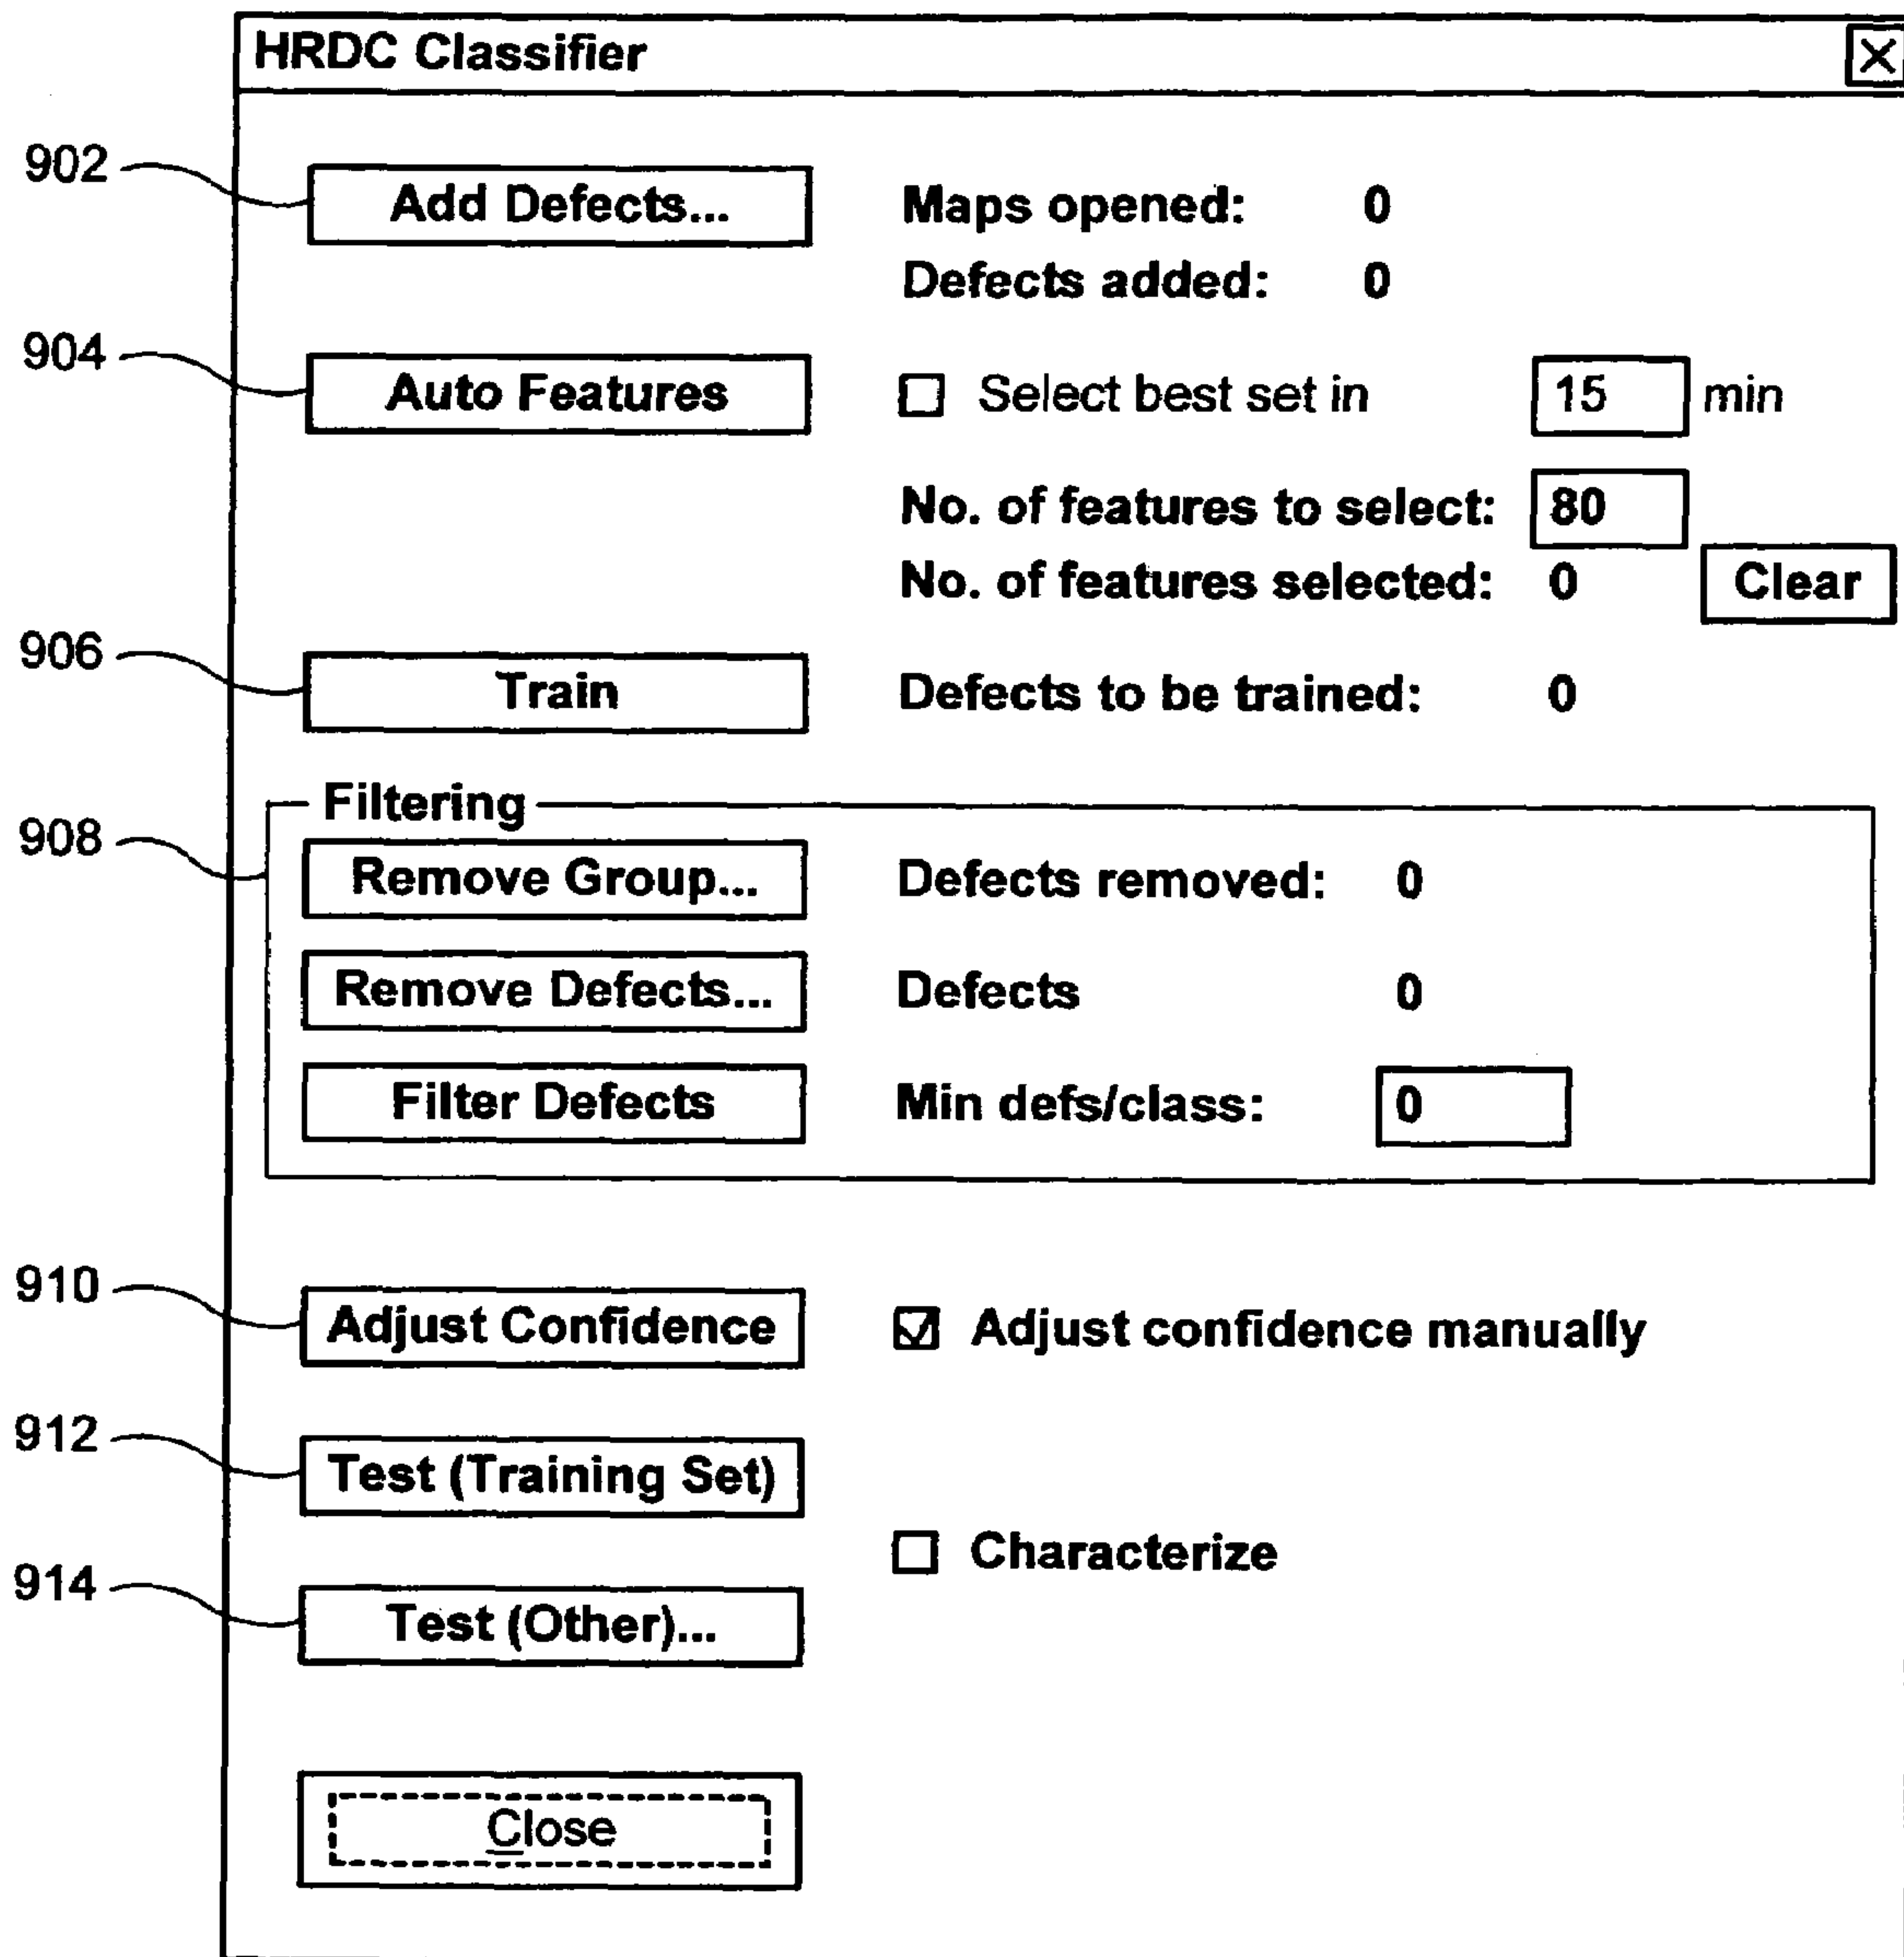 HRDC Classifier
902 Add Defects... Maps opened: 0
Defects added: 0
904 Auto Features Select best set in 15 min
No. of features to select: 80
No. of features selected: 0 Clear
906 Train Defects to be trained: 0
Filtering
908 Remove Group... Defects removed: 0
Remove Defects... Defects 0
Filter Defects Min defs/class: 0
910 Adjust Confidence Adjust confidence manually
912 Test (Training Set)
Characterize
914 Test (Other)...
Close